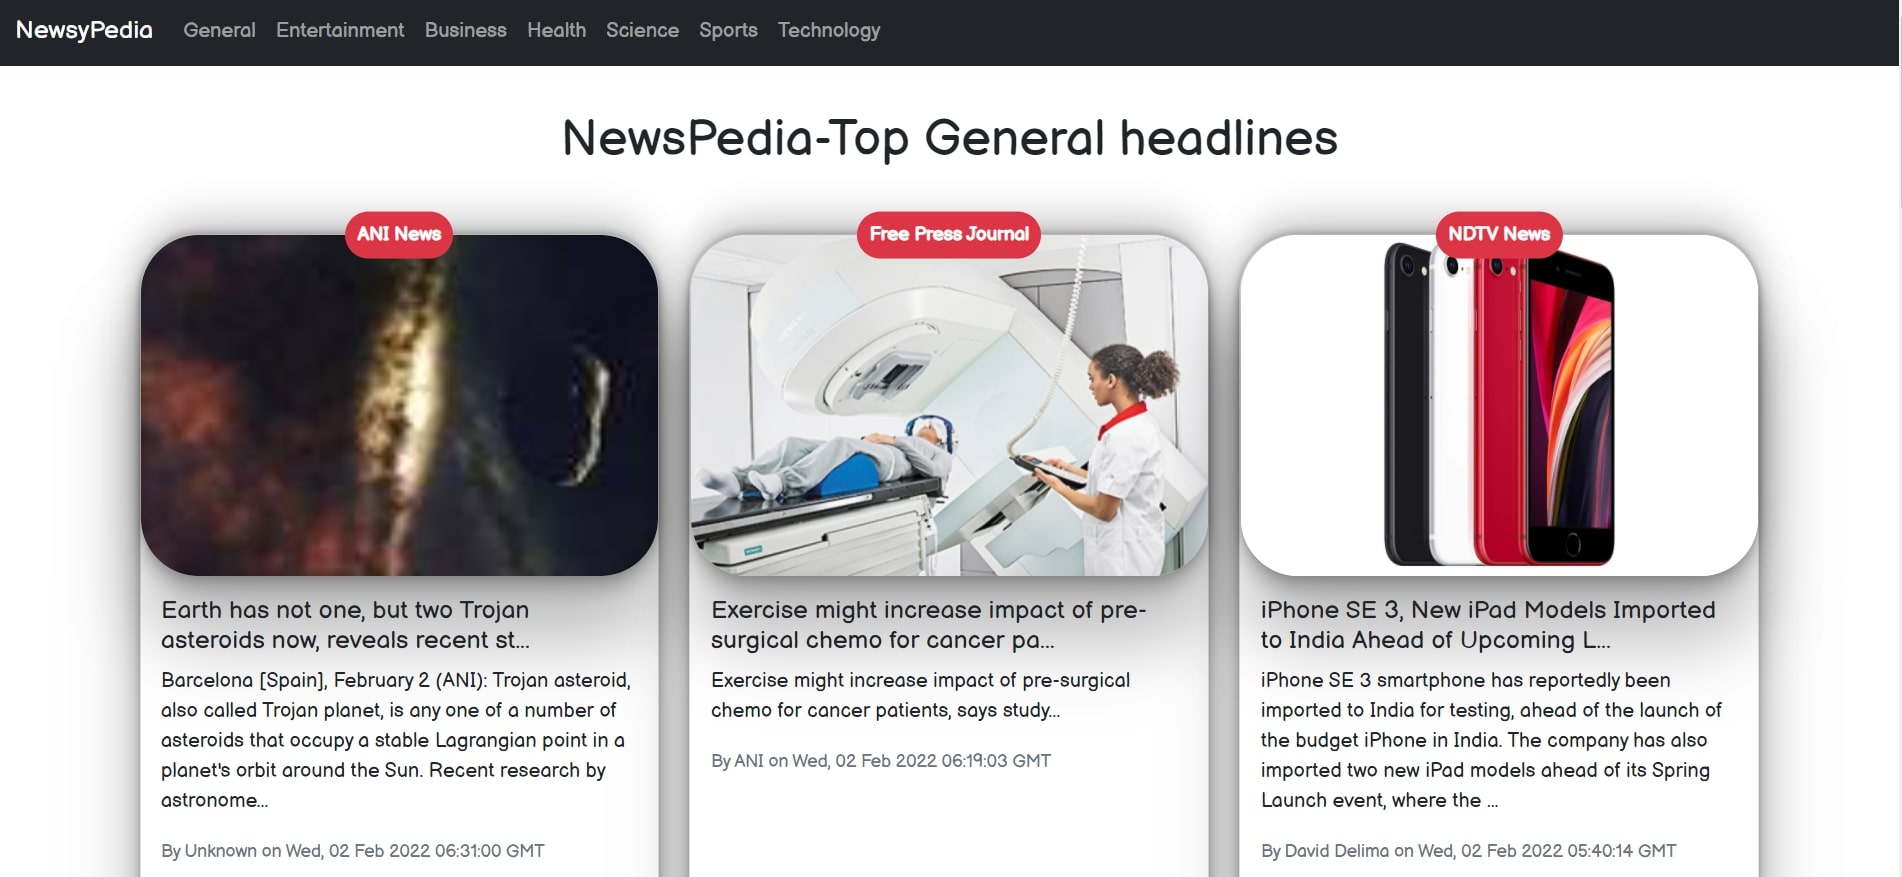 NewsyPedia General Entertainment Business Health Science Sports Technology
NewsPedia-Top General headlines
ANI News
Earth has not one, but two Trojan
asteroids now, reveals recent st...
Barcelona [Spain], February 2 (ANI): Trojan asteroid,
also called Trojan planet, is any one of a number of
asteroids that occupy a stable Lagrangian point in a
planet's orbit around the Sun. Recent research by
astronome...
By Unknown on Wed, 02 Feb 2022 06:31:00 GMT
Free Press Journal
SIEMENS
Exercise might increase impact of pre-
surgical chemo for cancer pa...
Exercise might increase impact of pre-surgical
chemo for cancer patients, says study...
By ANI on Wed, 02 Feb 2022 06:19:03 GMT
NDTV News
iPhone SE 3, New iPad Models Imported
to India Ahead of Upcoming L...
iPhone SE 3 smartphone has reportedly been
imported to India for testing, ahead of the launch of
the budget iPhone in India. The company has also
imported two new iPad models ahead of its Spring
Launch event, where the ...
By David Delima on Wed, 02 Feb 2022 05:40:14 GMT